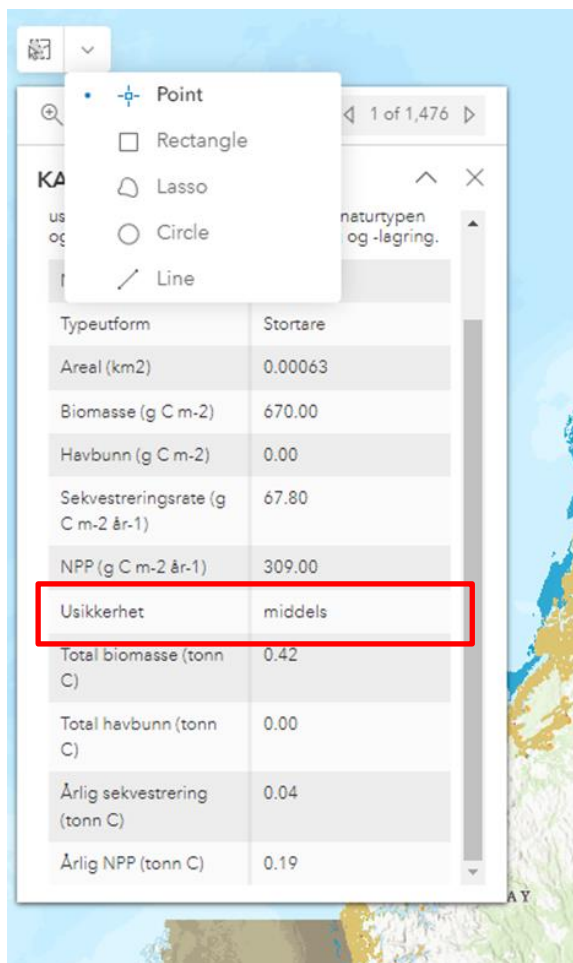 Point
1 of 1,476
Rectangle
KA
Lasso
us
naturtypen
og
og -lagring.
Circle
Line
Typeutform Stortare
Areal (km2) 0.00063
Biomasse (g C m-2) 670.00
Havbunn (g C m-2) 0.00
Sekvestreringsrate (g 67.80
C m-2 år-1)
NPP (g C m-2 år-1) 309.00
Usikkerhet middels
Total biomasse (tonn 0.42
C)
Total havbunn (tonn 0.00
C)
Årlig sekvestrering 0.04
(tonn C)
Årlig NPP (tonn C) 0.19
AY